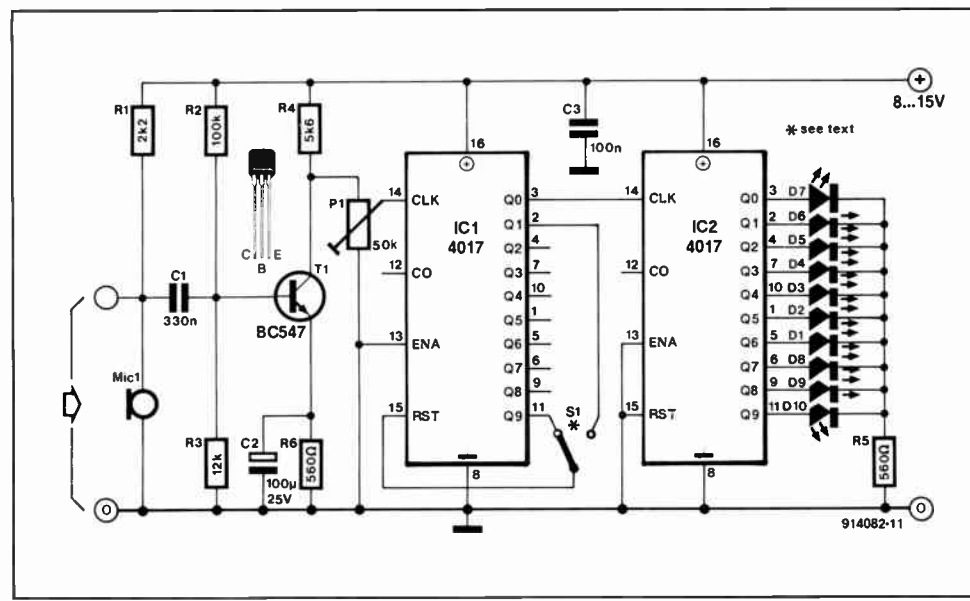 R1
2k2
R2
100k
R4
5k6
C
B
E
C1
330n
T1
BC547
Mic1
R3
12k
C2
100µ
25V
R6
560Ω
P1
50k
16
14
CLK
IC1
4017
12
CO
13
ENA
15
RST
8
Q0
3
Q1
2
Q2
4
Q3
7
Q4
10
Q5
1
Q6
5
Q7
6
Q8
9
Q9
11
S1
*
C3
100n
16
14
CLK
IC2
4017
12
CO
13
ENA
15
RST
8
Q0 3 D7
Q1 2 D6
Q2 4 D5
Q3 7 D4
Q4 10 D3
Q5 1 D2
Q6 5 D1
Q7 6 D8
Q8 9 D9
Q9 11 D10
R5
560Ω
8...15V
* see text
914082-11